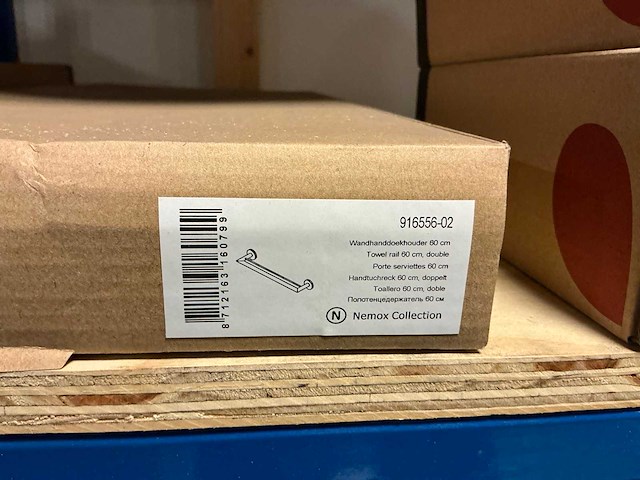 916556-02
Wandhanddoekhouder 60 cm
Towel rail 60 cm, double
Porte serviettes 60 cm
Handtuchreck 60 cm, doppelt
Toallero 60 cm, doble
Полотенцедержатель 60 см
N Nemox Collection
8 712163 160799